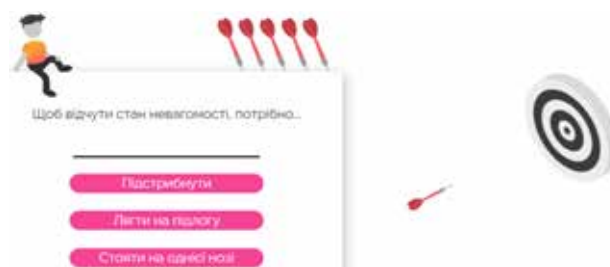 Щоб відчути стан невагомості, потрібно...
Підстрибнути
Лягти на підлогу
Стояти на одній нозі